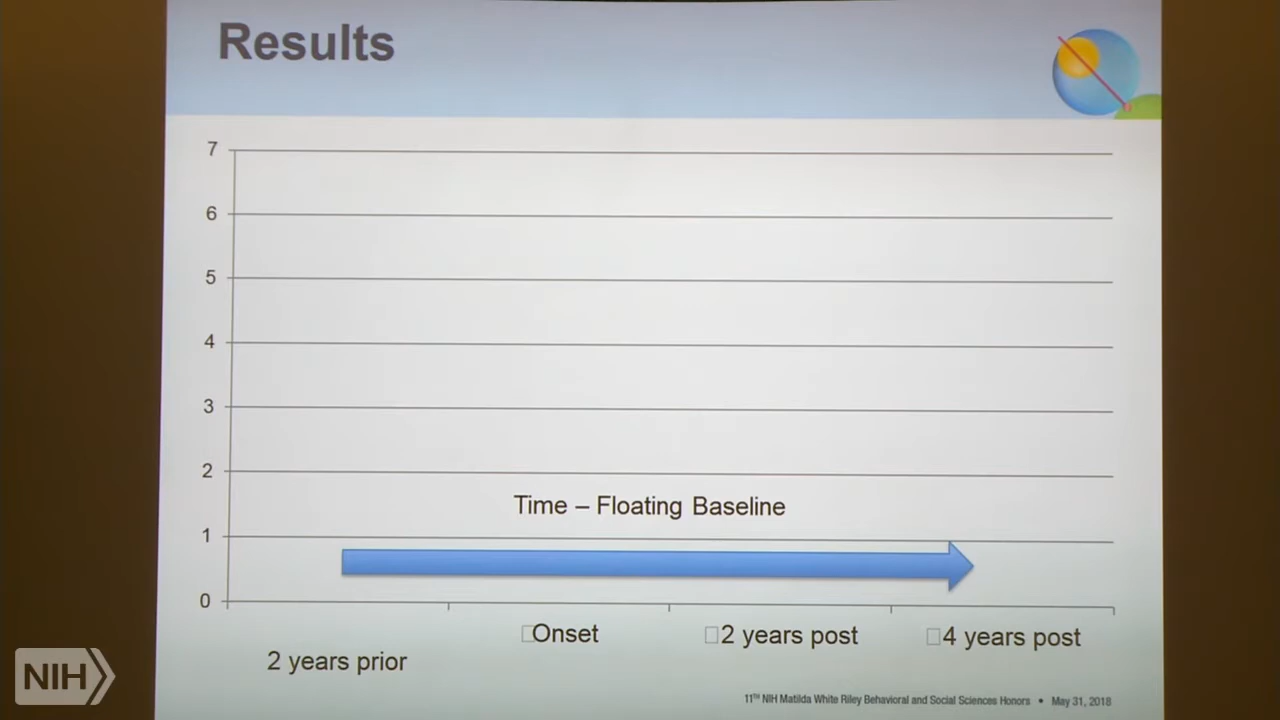 Results
7
6
5
4
3
2
Time – Floating Baseline
1
0
Onset
2 years post
4 years post
2 years prior
NIH
11TH NIH Matilda White Riley Behavioral and Social Sciences Honors • May 31, 2018